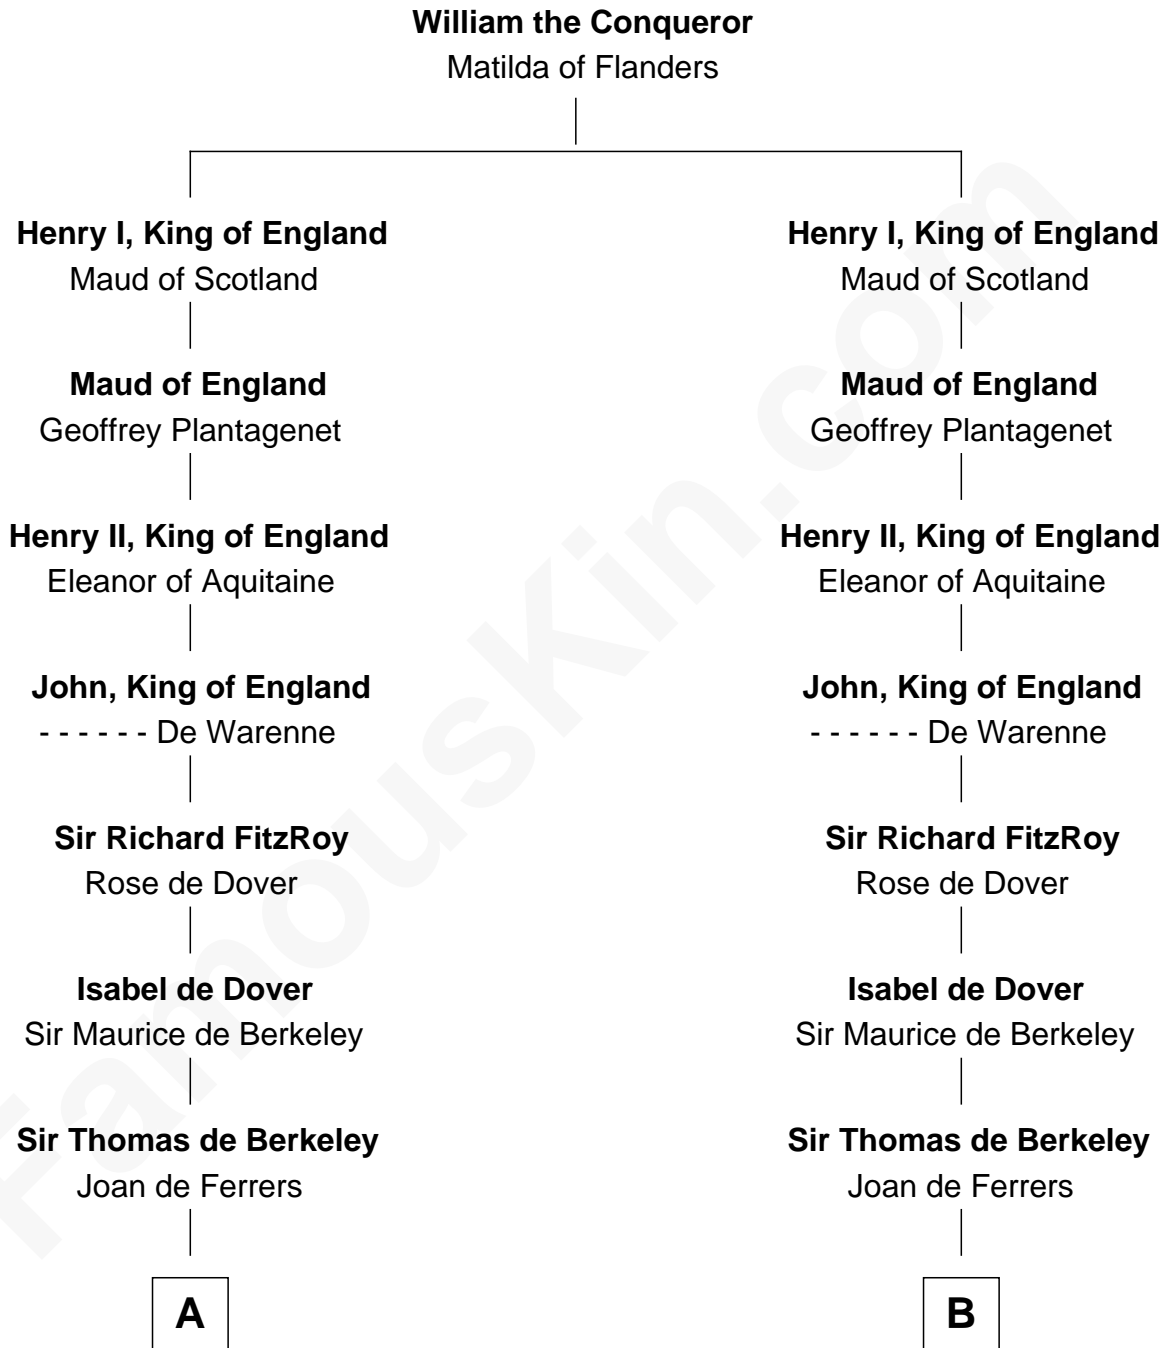 William the Conqueror
Matilda of Flanders
Henry I, King of England
Maud of Scotland
Henry I, King of England
Maud of Scotland
Maud of England
Geoffrey Plantagenet
Maud of England
Geoffrey Plantagenet
Henry II, King of England
Eleanor of Aquitaine
Henry II, King of England
Eleanor of Aquitaine
John, King of England
- - - - - - De Warenne
John, King of England
- - - - - - De Warenne
Sir Richard FitzRoy
Rose de Dover
Sir Richard FitzRoy
Rose de Dover
Isabel de Dover
Sir Maurice de Berkeley
Isabel de Dover
Sir Maurice de Berkeley
Sir Thomas de Berkeley
Joan de Ferrers
Sir Thomas de Berkeley
Joan de Ferrers
A
B
FamousKin.com